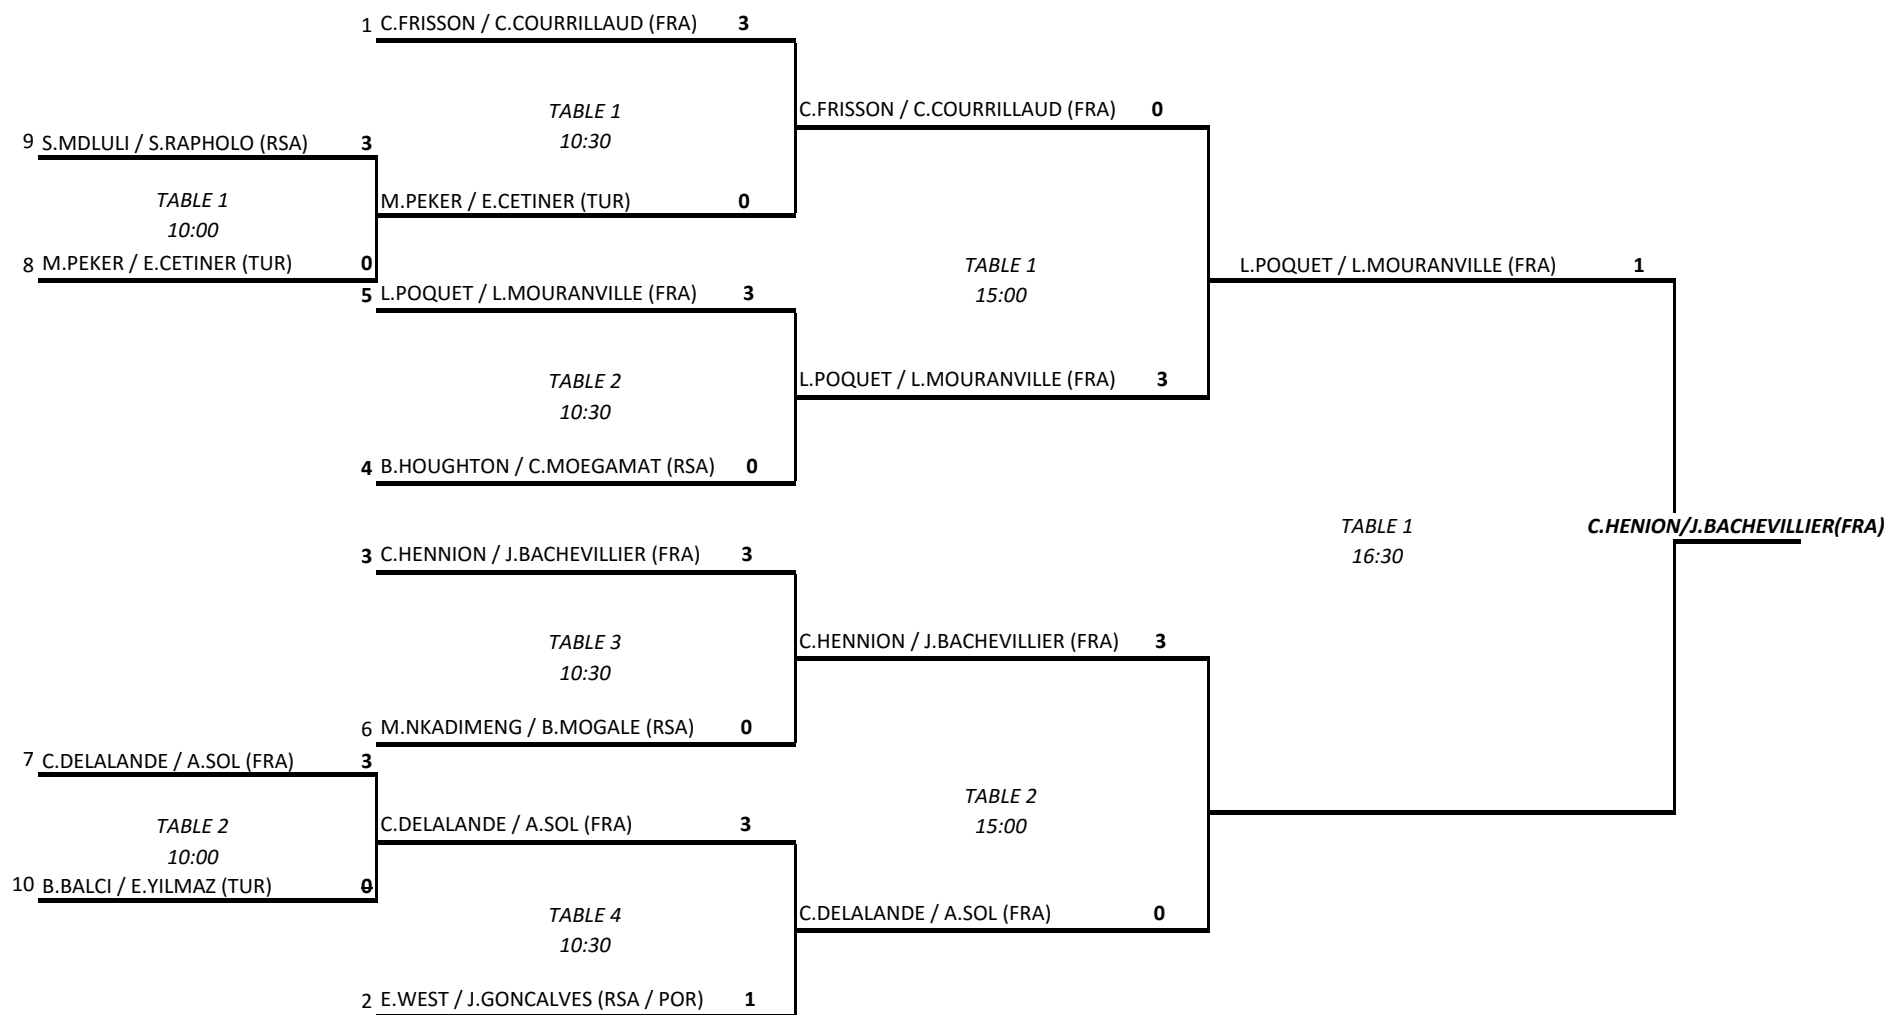 1 C.FRISSON / C.COURRILLAUD (FRA) 3
TABLE 1
10:30
C.FRISSON / C.COURRILLAUD (FRA) 0
9 S.MDLULI / S.RAPHOLO (RSA) 3
TABLE 1
10:00
M.PEKER / E.CETINER (TUR) 0
8 M.PEKER / E.CETINER (TUR) 0
TABLE 1
15:00
L.POQUET / L.MOURANVILLE (FRA) 1
5 L.POQUET / L.MOURANVILLE (FRA) 3
TABLE 2
10:30
L.POQUET / L.MOURANVILLE (FRA) 3
4 B.HOUGHTON / C.MOEGAMAT (RSA) 0
TABLE 1
16:30
C.HENION/J.BACHEVILLIER(FRA)
3 C.HENNION / J.BACHEVILLIER (FRA) 3
TABLE 3
10:30
C.HENNION / J.BACHEVILLIER (FRA) 3
6 M.NKADIMENG / B.MOGALE (RSA) 0
7 C.DELALANDE / A.SOL (FRA) 3
TABLE 2
10:00
C.DELALANDE / A.SOL (FRA) 3
TABLE 2
15:00
10 B.BALCI / E.YILMAZ (TUR) 0
TABLE 4
10:30
C.DELALANDE / A.SOL (FRA) 0
2 E.WEST / J.GONCALVES (RSA / POR) 1